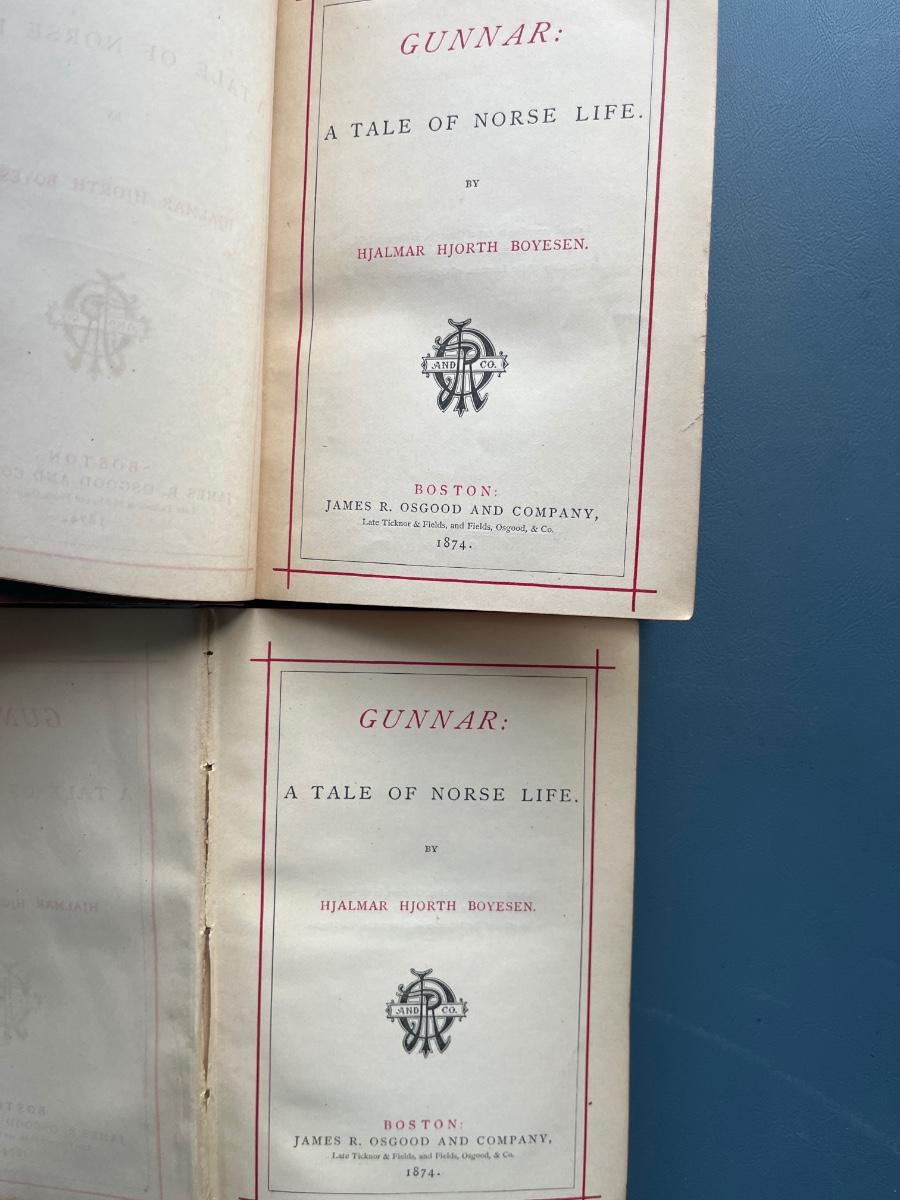 GUNNAR:
A TALE OF NORSE LIFE.
BY
HJALMAR HJORTH BOYESEN.
AND CO.
BOSTON:
JAMES R. OSGOOD AND COMPANY,
Late Ticknor & Fields, and Fields, Osgood, & Co.
1874.
GUNNAR:
A TALE OF NORSE LIFE.
BY
HJALMAR HJORTH BOYESEN.
AND CO.
BOSTON:
JAMES R. OSGOOD AND COMPANY,
Late Ticknor & Fields, and Fields, Osgood, & Co.
1874.